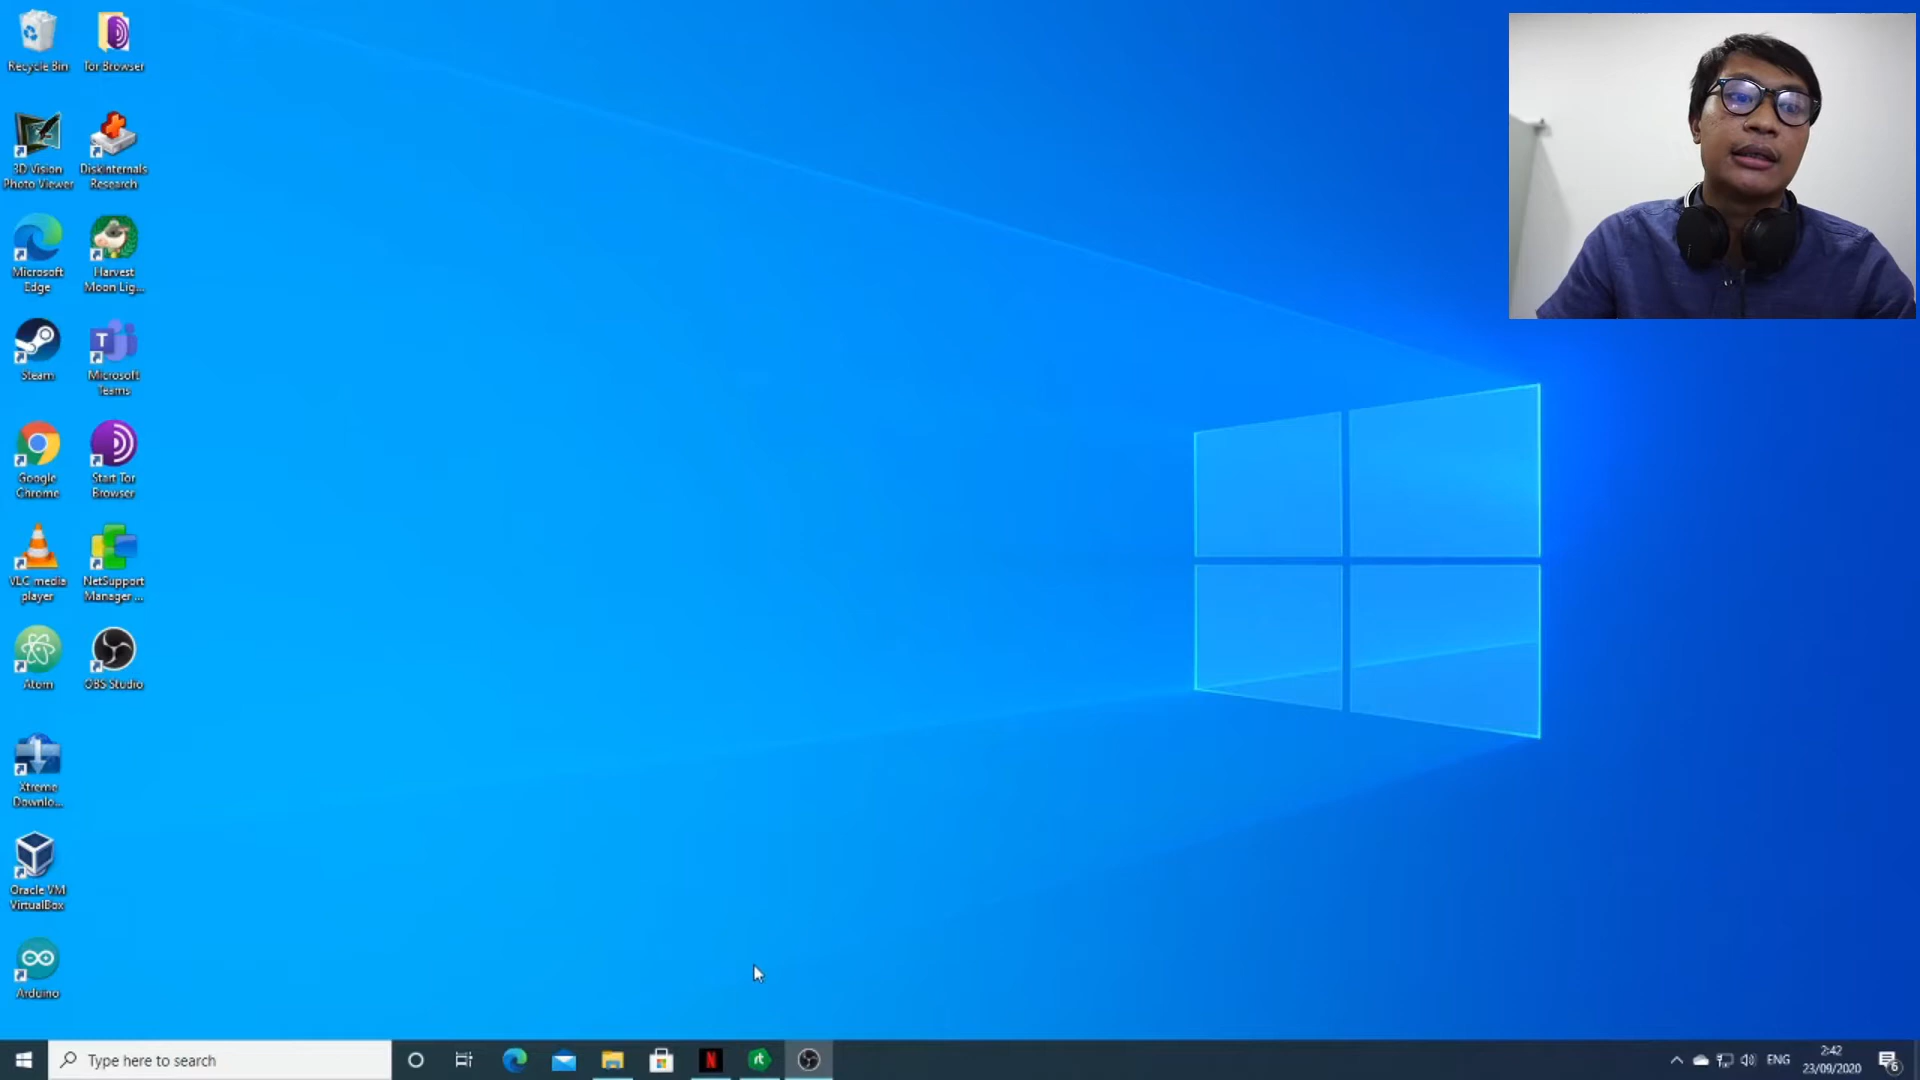 Recycle Bin
Tor Browser
3D Vision
Photo Viewer
DiskInternals
Research
Microsoft
Edge
Harvest
Moon Lig...
Steam
Microsoft
Teams
Google
Chrome
Start Tor
Browser
VLC media
player
NetSupport
Manager ...
Atom
OBS Studio
Xtreme
Downlo...
Oracle VM
VirtualBox
Arduino
Type here to search
N
rt
ENG
2:42
23/09/2020
6